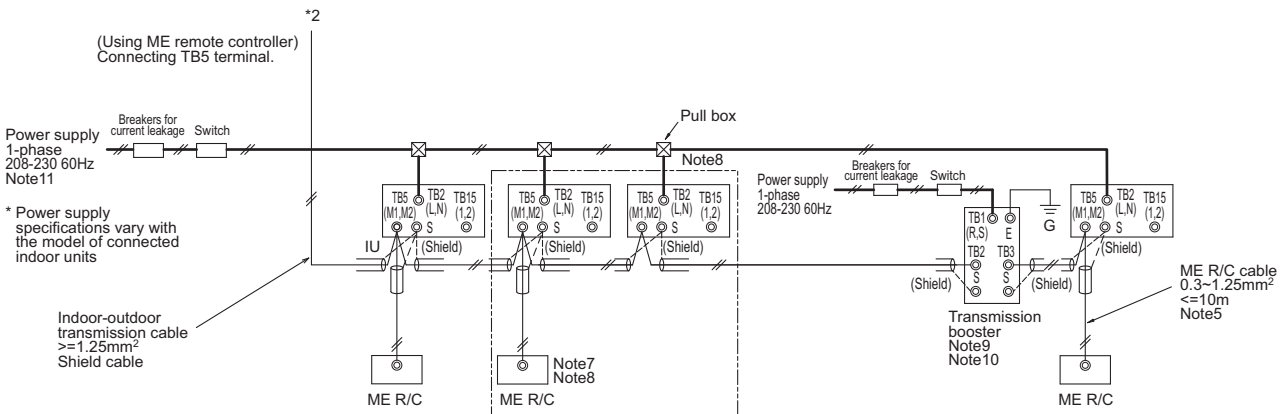 *2
(Using ME remote controller)
Connecting TB5 terminal.
Pull box
Breakers for
current leakage
Switch
Power supply
1-phase
208-230 60Hz
Note11
* Power supply
specifications vary with
the model of connected
indoor units
Note8
TB5
(M1,M2)
TB2
(L,N)
TB15
(1,2)
S
IU
(Shield)
TB5
(M1,M2)
TB2
(L,N)
TB15
(1,2)
S
(Shield)
TB5
(M1,M2)
TB2
(L,N)
TB15
(1,2)
S
(Shield)
Power supply
1-phase
208-230 60Hz
Breakers for
current leakage
Switch
TB1
(R,S)
E
G
TB2
TB3
S
S
(Shield)
(Shield)
TB5
(M1,M2)
TB2
(L,N)
TB15
(1,2)
S
(Shield)
Transmission
booster
Note9
Note10
ME R/C cable
0.3~1.25mm²
<=10m
Note5
Indoor-outdoor
transmission cable
>=1.25mm²
Shield cable
Note7
Note8
ME R/C
ME R/C
ME R/C